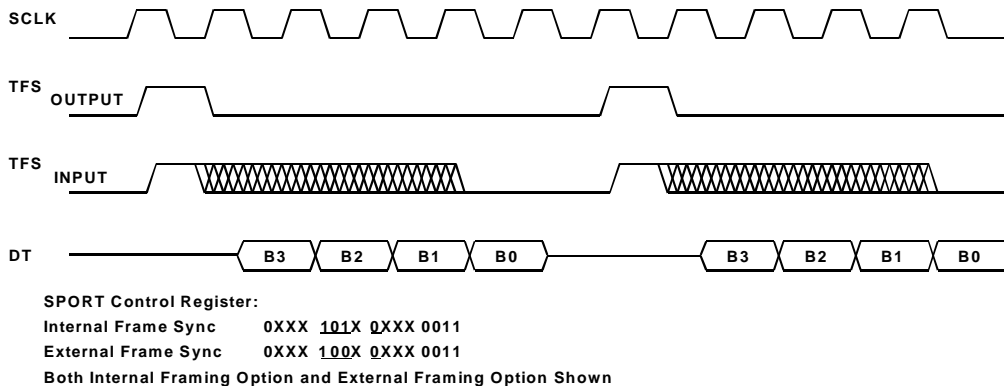 SCLK
TFS OUTPUT
TFS INPUT
DT B3 B2 B1 B0 B3 B2 B1 B0
SPORT Control Register:
Internal Frame Sync 0XXX 101X 0XXX 0011
External Frame Sync 0XXX 100X 0XXX 0011
Both Internal Framing Option and External Framing Option Shown